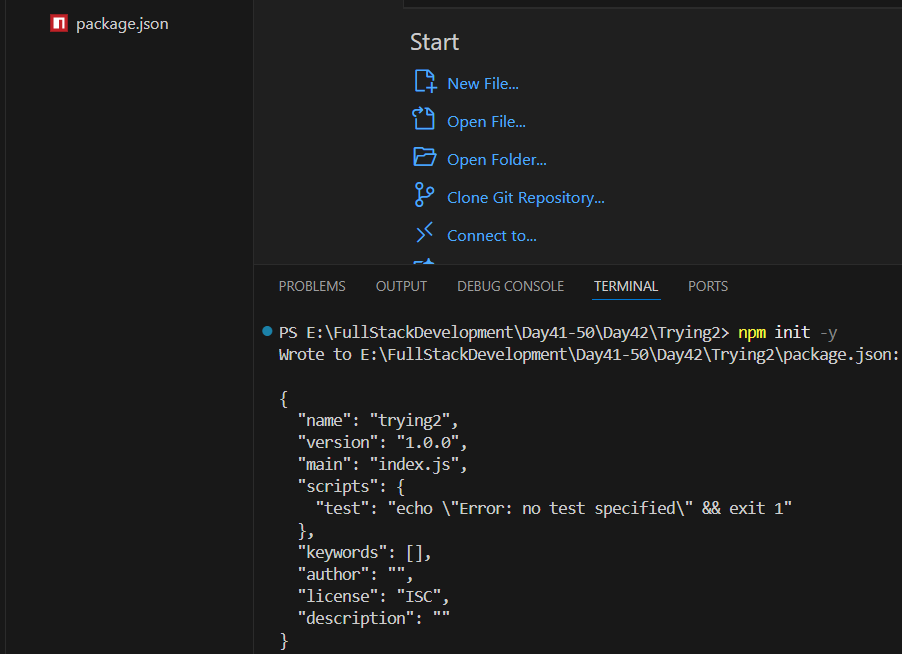 package.json
Start
New File...
Open File...
Open Folder...
Clone Git Repository...
Connect to...
PROBLEMS OUTPUT DEBUG CONSOLE TERMINAL PORTS
PS E:\FullStackDevelopment\Day41-50\Day42\Trying2> npm init -y
Wrote to E:\FullStackDevelopment\Day41-50\Day42\Trying2\package.json:
{
  "name": "trying2",
  "version": "1.0.0",
  "main": "index.js",
  "scripts": {
    "test": "echo \"Error: no test specified\" && exit 1"
  },
  "keywords": [],
  "author": "",
  "license": "ISC",
  "description": ""
}